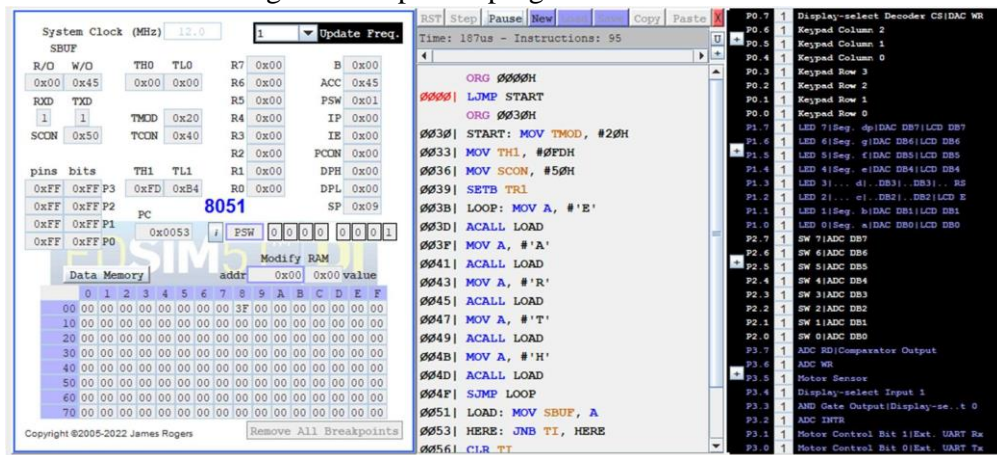 System Clock (MHz) 12.0 1 Update Freq.
SBUF
R/O W/O TH0 TL0 R7 0x00 B 0x00
0x00 0x45 0x00 0x00 R6 0x00 ACC 0x45
RXD TXD R5 0x00 PSW 0x01
1 1 TMOD 0x20 R4 0x00 IP 0x00
SCON 0x50 TCON 0x40 R3 0x00 IE 0x00
R2 0x00 PCON 0x00
pins bits TH1 TL1 R1 0x00 DPH 0x00
0xFF 0xFF P3 0xFD 0xB4 R0 0x00 DPL 0x00
0xFF 0xFF P2 8051 SP 0x09
0xFF 0xFF P1 PC
0xFF 0xFF P0 0x0053 i PSW 0 0 0 0 0 0 0 1
Modify RAM
Data Memory addr 0x00 0x00 value
0 1 2 3 4 5 6 7 8 9 A B C D E F
00 00 00 00 00 00 00 00 00 3F 00 00 00 00 00 00 00
10 00 00 00 00 00 00 00 00 00 00 00 00 00 00 00 00
20 00 00 00 00 00 00 00 00 00 00 00 00 00 00 00 00
30 00 00 00 00 00 00 00 00 00 00 00 00 00 00 00 00
40 00 00 00 00 00 00 00 00 00 00 00 00 00 00 00 00
50 00 00 00 00 00 00 00 00 00 00 00 00 00 00 00 00
60 00 00 00 00 00 00 00 00 00 00 00 00 00 00 00 00
70 00 00 00 00 00 00 00 00 00 00 00 00 00 00 00 00
Copyright ©2005-2022 James Rogers Remove All Breakpoints
RST Step Pause New Copy Paste X
Time: 187us - Instructions: 95
ORG 0000H
0000| LJMP START
ORG 0030H
0030| START: MOV TMOD, #20H
0033| MOV TH1, #0FDH
0036| MOV SCON, #50H
0039| SETB TR1
003B| LOOP: MOV A, #'E'
003D| ACALL LOAD
003F| MOV A, #'A'
0041| ACALL LOAD
0043| MOV A, #'R'
0045| ACALL LOAD
0047| MOV A, #'T'
0049| ACALL LOAD
004B| MOV A, #'H'
004D| ACALL LOAD
004F| SJMP LOOP
0051| LOAD: MOV SBUF, A
0053| HERE: JNB TI, HERE
0056| CLR TI
P0.7 1 Display-select Decoder CS|DAC WR
P0.6 1 Keypad Column 2
P0.5 1 Keypad Column 1
P0.4 1 Keypad Column 0
P0.3 1 Keypad Row 3
P0.2 1 Keypad Row 2
P0.1 1 Keypad Row 1
P0.0 1 Keypad Row 0
P1.7 1 LED 7|Seg. dp|DAC DB7|LCD DB7
P1.6 1 LED 6|Seg. g|DAC DB6|LCD DB6
P1.5 1 LED 5|Seg. f|DAC DB5|LCD DB5
P1.4 1 LED 4|Seg. e|DAC DB4|LCD DB4
P1.3 1 LED 3|... d|..DB3|..DB3|.. RS
P1.2 1 LED 2|... c|..DB2|..DB2|LCD E
P1.1 1 LED 1|Seg. b|DAC DB1|LCD DB1
P1.0 1 LED 0|Seg. a|DAC DB0|LCD DB0
P2.7 1 SW 7|ADC DB7
P2.6 1 SW 6|ADC DB6
P2.5 1 SW 5|ADC DB5
P2.4 1 SW 4|ADC DB4
P2.3 1 SW 3|ADC DB3
P2.2 1 SW 2|ADC DB2
P2.1 1 SW 1|ADC DB1
P2.0 1 SW 0|ADC DB0
P3.7 1 ADC RD|Comparator Output
P3.6 1 ADC WR
P3.5 1 Motor Sensor
P3.4 1 Display-select Input 1
P3.3 1 AND Gate Output|Display-se..t 0
P3.2 1 ADC INTR
P3.1 1 Motor Control Bit 1|Ext. UART Rx
P3.0 1 Motor Control Bit 0|Ext. UART Tx